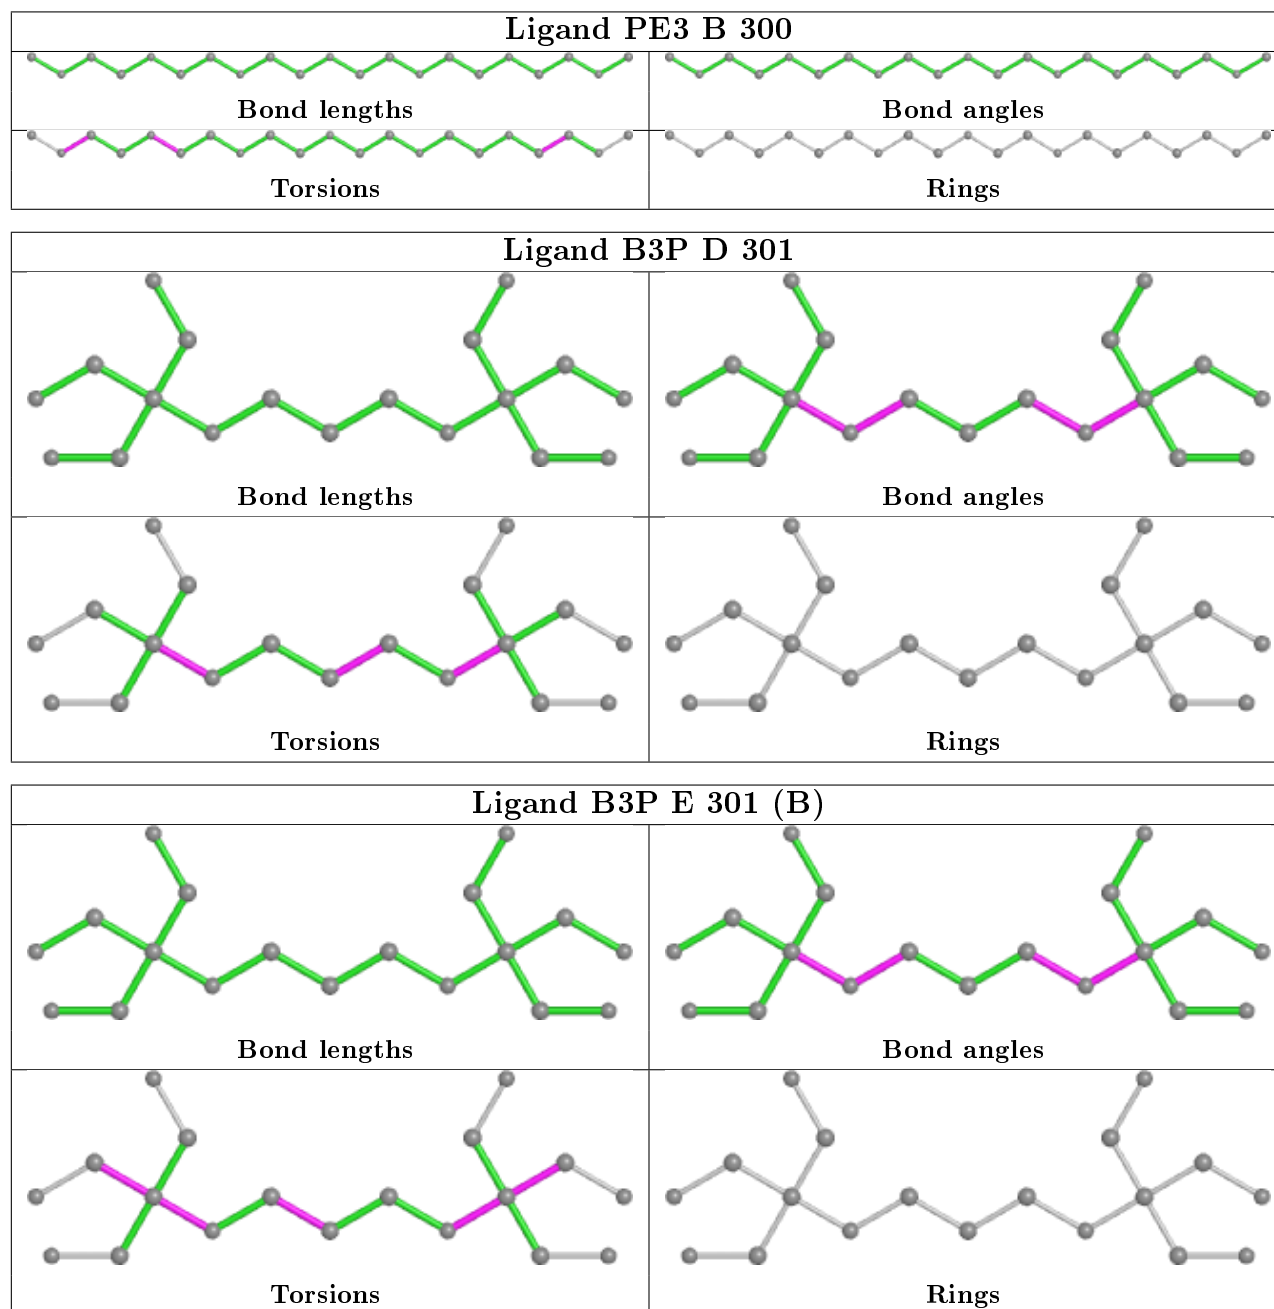 Ligand PE3 B 300
Bond lengths
Bond angles
Torsions
Rings
Ligand B3P D 301
Bond lengths
Bond angles
Torsions
Rings
Ligand B3P E 301 (B)
Bond lengths
Bond angles
Torsions
Rings